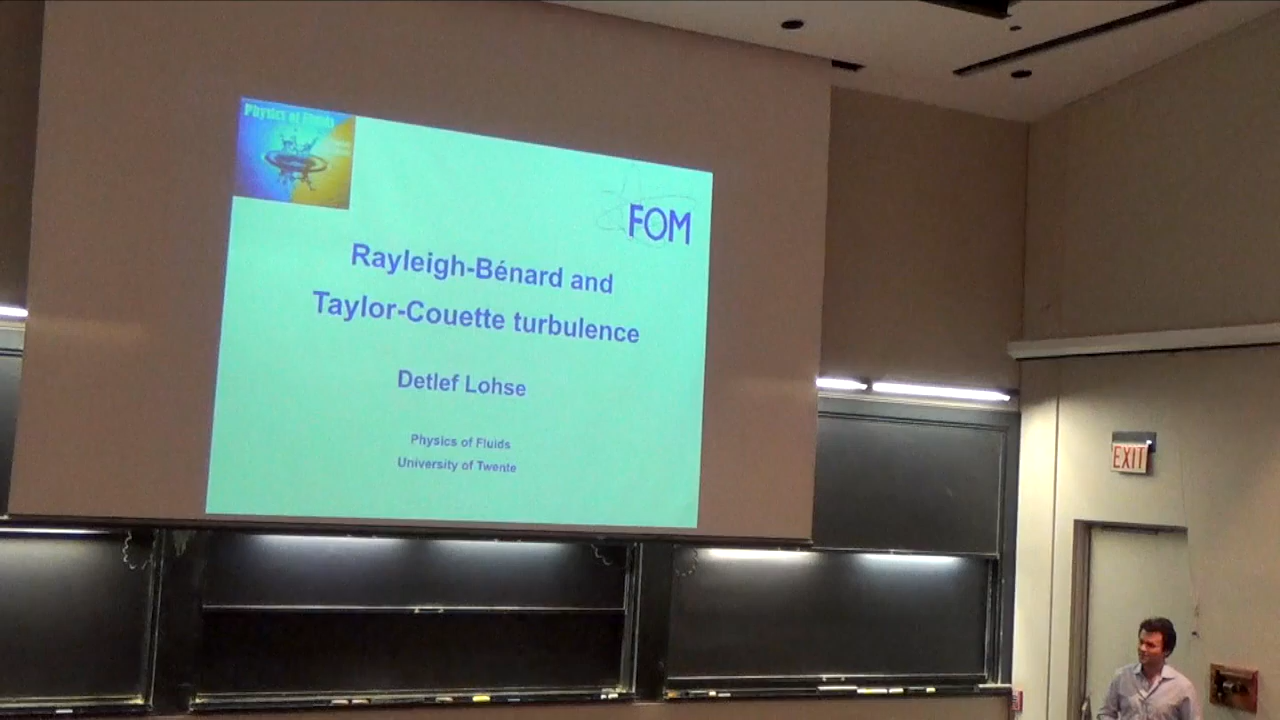 Physics of Fluids
FOM
Rayleigh-Bénard and
Taylor-Couette turbulence
Detlef Lohse
Physics of Fluids
University of Twente
EXIT